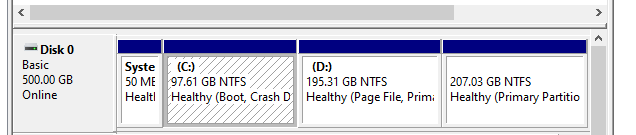 Disk 0
Basic
500.00 GB
Online
Syste
50 ME
Healtl
(C:)
97.61 GB NTFS
Healthy (Boot, Crash D
(D:)
195.31 GB NTFS
Healthy (Page File, Prima
207.03 GB NTFS
Healthy (Primary Partitio